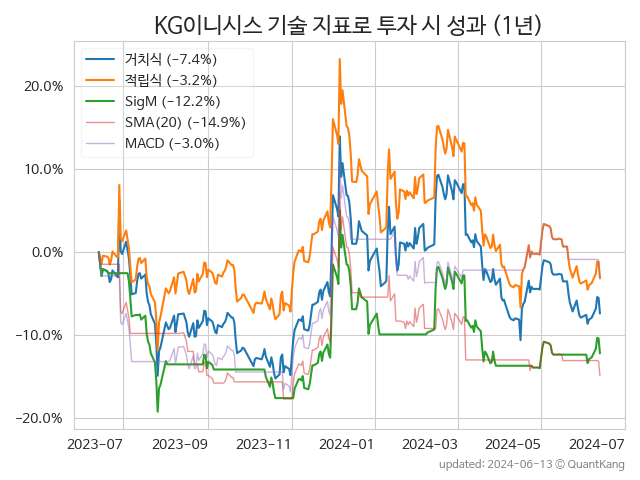 KG이니시스 기술 지표로 투자 시 성과 (1년)
거치식 (−7.4%)
적립식 (−3.2%)
SigM (−12.2%)
SMA(20) (−14.9%)
MACD (−3.0%)
20.0%
10.0%
0.0%
−10.0%
−20.0%
2023-07 2023-09 2023-11 2024-01 2024-03 2024-05 2024-07
updated: 2024-06-13 © QuantKang